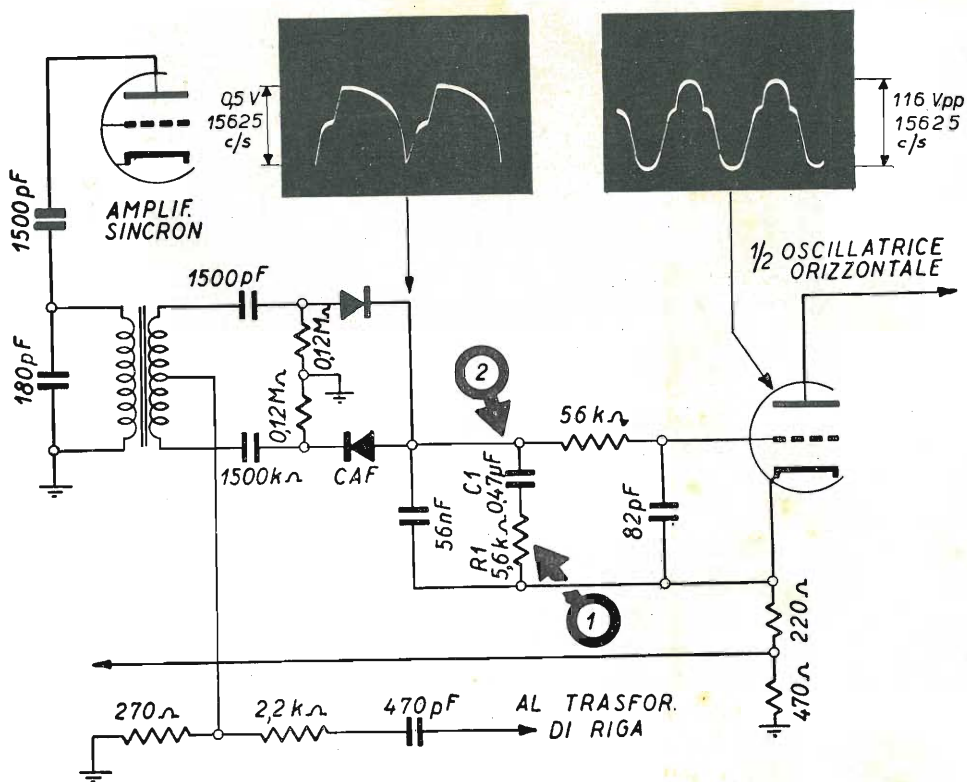 0,5 V
15625
c/s
116 Vpp
15625
c/s
AMPLIF.
SINCRON
1500pF
1/2 OSCILLATRICE
ORIZZONTALE
1500pF
180pF
0,12MΩ
0,12MΩ
2
56kΩ
1500kΩ
CAF
56nF
C1
0,47µF
R1
5,6kΩ
82pF
1
220Ω
470Ω
270Ω
2,2kΩ
470pF
AL TRASFOR.
DI RIGA